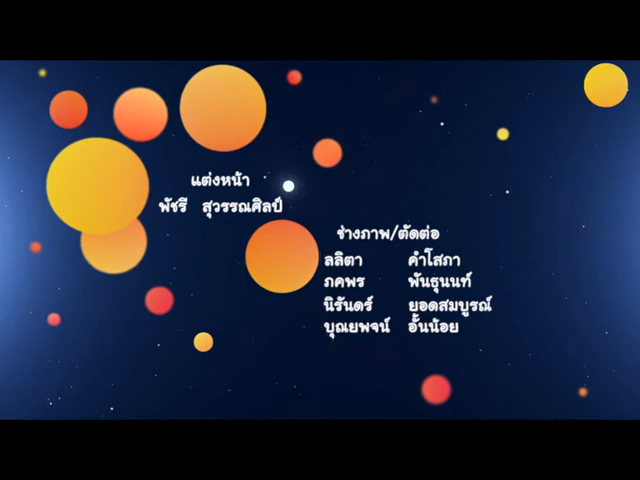 แต่งหน้า
พัชรี สุวรรณศิลป์
ช่างภาพ/ตัดต่อ
ลลิตา คำโสภา
ภคพร พันธุนนท์
นิรันดร์ ยอดสมบูรณ์
บุณยพจน์ อั้นน้อย